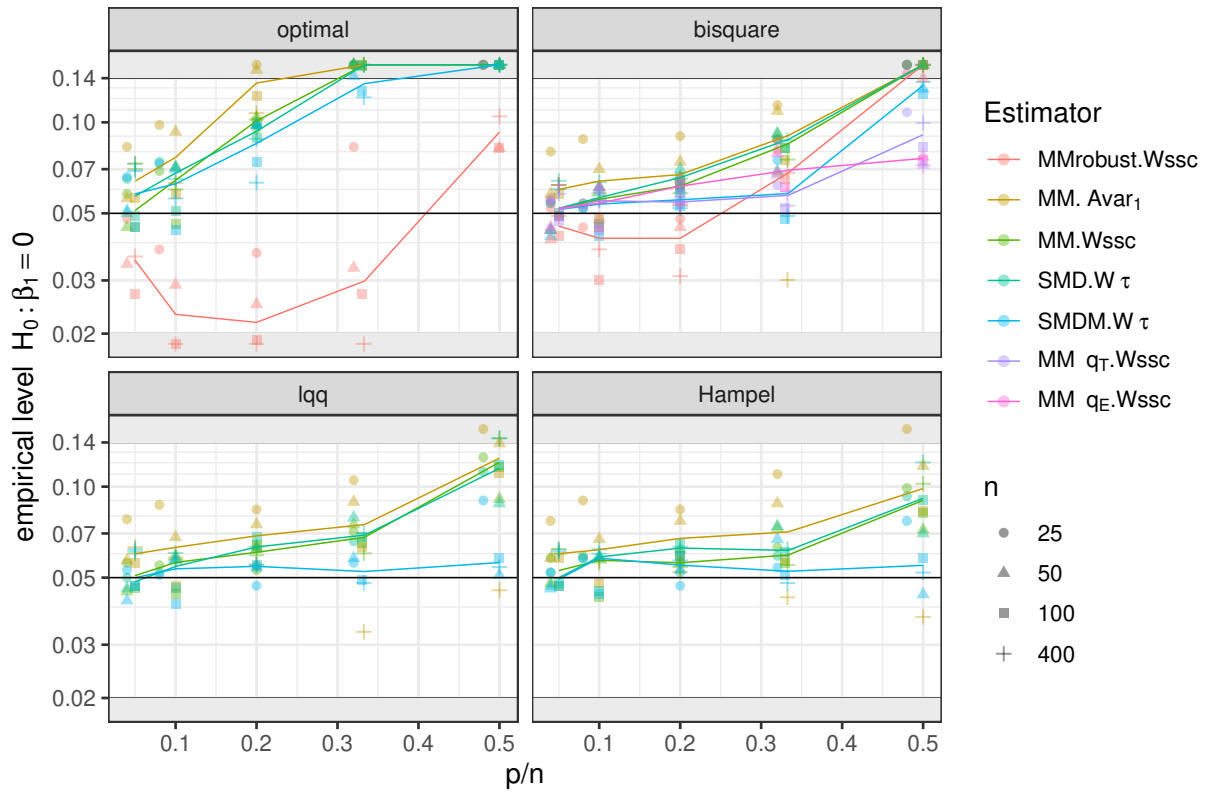 optimal
bisquare
0.14
0.10
0.07
0.05
0.03
0.02
lqq
Hampel
0.14
0.10
0.07
0.05
0.03
0.02
0.1 0.2 0.3 0.4 0.5
0.1 0.2 0.3 0.4 0.5
p/n
empirical level H₀ : β₁ = 0
Estimator
MMrobust.Wssc
MM. Avar₁
MM.Wssc
SMD.W τ
SMDM.W τ
MM q_T.Wssc
MM q_E.Wssc
n
25
50
100
400